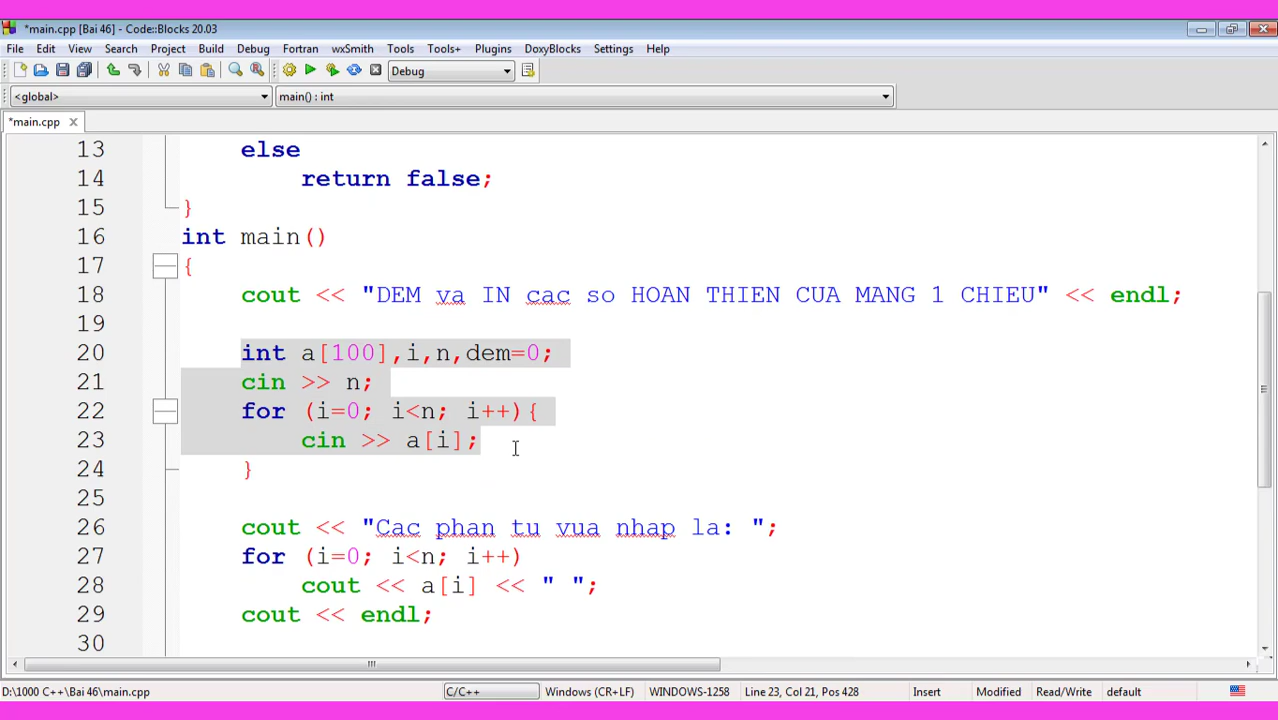 *main.cpp [Bai 46] - Code::Blocks 20.03
File Edit View Search Project Build Debug Fortran wxSmith Tools Tools+ Plugins DoxyBlocks Settings Help
Debug
<global> main() : int
*main.cpp
13 else
14 return false;
15 }
16 int main()
17 {
18 cout << "DEM va IN cac so HOAN THIEN CUA MANG 1 CHIEU" << endl;
19
20 int a[100],i,n,dem=0;
21 cin >> n;
22 for (i=0; i<n; i++){
23 cin >> a[i];
24 }
25
26 cout << "Cac phan tu vua nhap la: ";
27 for (i=0; i<n; i++)
28 cout << a[i] << " ";
29 cout << endl;
30
D:\1000 C++\Bai 46\main.cpp C/C++ Windows (CR+LF) WINDOWS-1258 Line 23, Col 21, Pos 428 Insert Modified Read/Write default